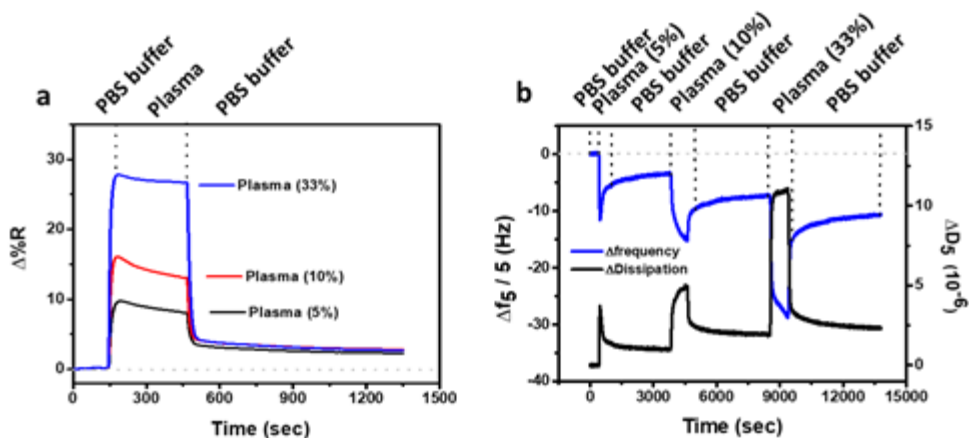 a
PBS buffer
Plasma
PBS buffer
Δ%R
30
20
10
0
Plasma (33%)
Plasma (10%)
Plasma (5%)
0 300 600 900 1200 1500
Time (sec)
b
PBS buffer
Plasma (5%)
PBS buffer
Plasma (10%)
PBS buffer
Plasma (33%)
PBS buffer
Δf5 / 5 (Hz)
0
-10
-20
-30
-40
Δfrequency
ΔDissipation
15
10
5
0
ΔD5 (10-6)
0 3000 6000 9000 12000 15000
Time (sec)